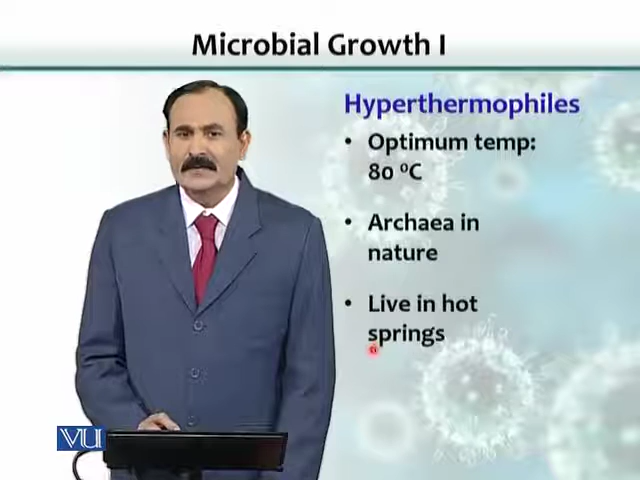 Microbial Growth I
Hyperthermophiles
• Optimum temp:
80 ºC
• Archaea in
nature
• Live in hot
springs
VU